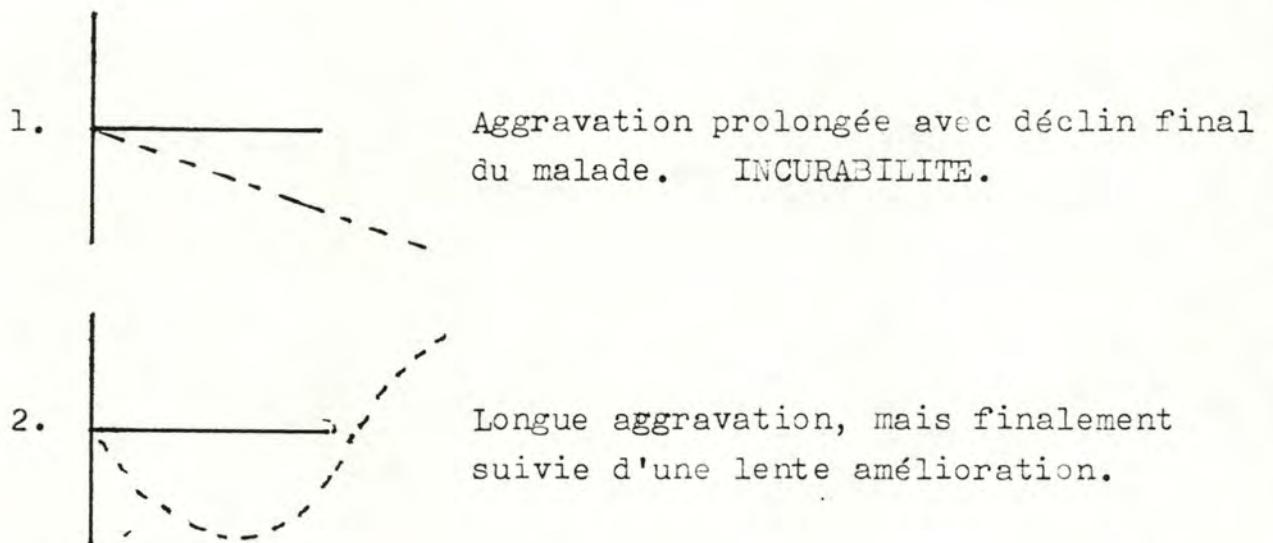 1. Aggravation prolongée avec déclin final
du malade. INCURABILITE.
2. Longue aggravation, mais finalement
suivie d'une lente amélioration.